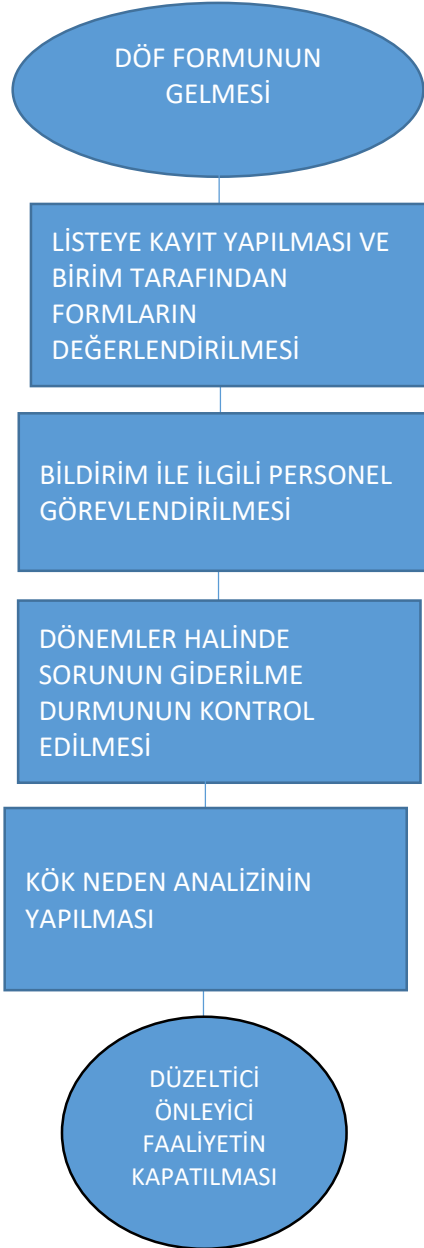 DÖF FORMUNUN
GELMESİ
LİSTEYE KAYIT YAPILMASI VE
BİRİM TARAFINDAN
FORMLARIN
DEĞERLENDİRİLMESİ
BİLDİRİM İLE İLGİLİ PERSONEL
GÖREVLENDİRİLMESİ
DÖNEMLER HALİNDE
SORUNUN GİDERİLME
DURMUNUN KONTROL
EDİLMESİ
KÖK NEDEN ANALİZİNİN
YAPILMASI
DÜZELTİCİ
ÖNLEYİCİ
FAALİYETİN
KAPATILMASI